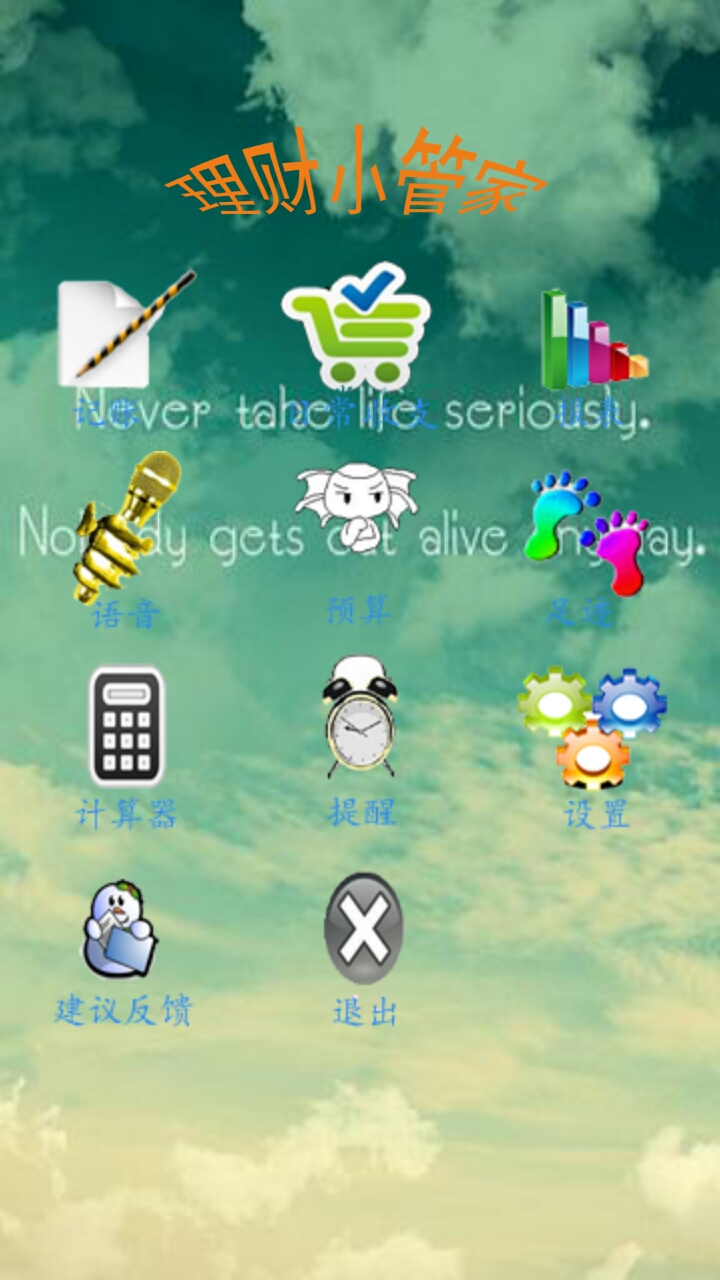 理财小管家
Never take life seriously.
记账 日常收支 报表
Nobody gets out alive anyway.
语音 预算 足迹
计算器 提醒 设置
建议反馈 退出